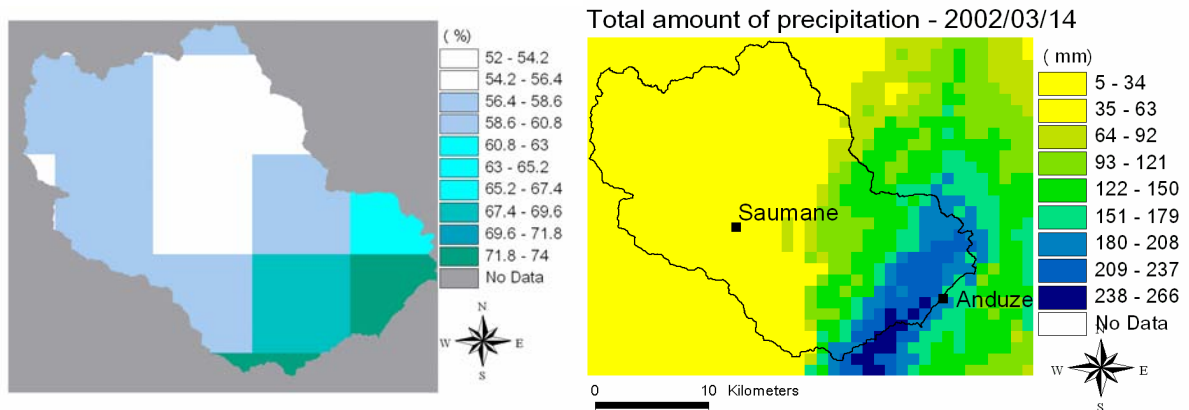 ( %)
52 - 54.2
54.2 - 56.4
56.4 - 58.6
58.6 - 60.8
60.8 - 63
63 - 65.2
65.2 - 67.4
67.4 - 69.6
69.6 - 71.8
71.8 - 74
No Data
N
W E
S
Total amount of precipitation - 2002/03/14
( mm)
5 - 34
35 - 63
64 - 92
93 - 121
122 - 150
151 - 179
180 - 208
209 - 237
238 - 266
No Data
Saumane
Anduze
N
W E
S
0 10 Kilometers